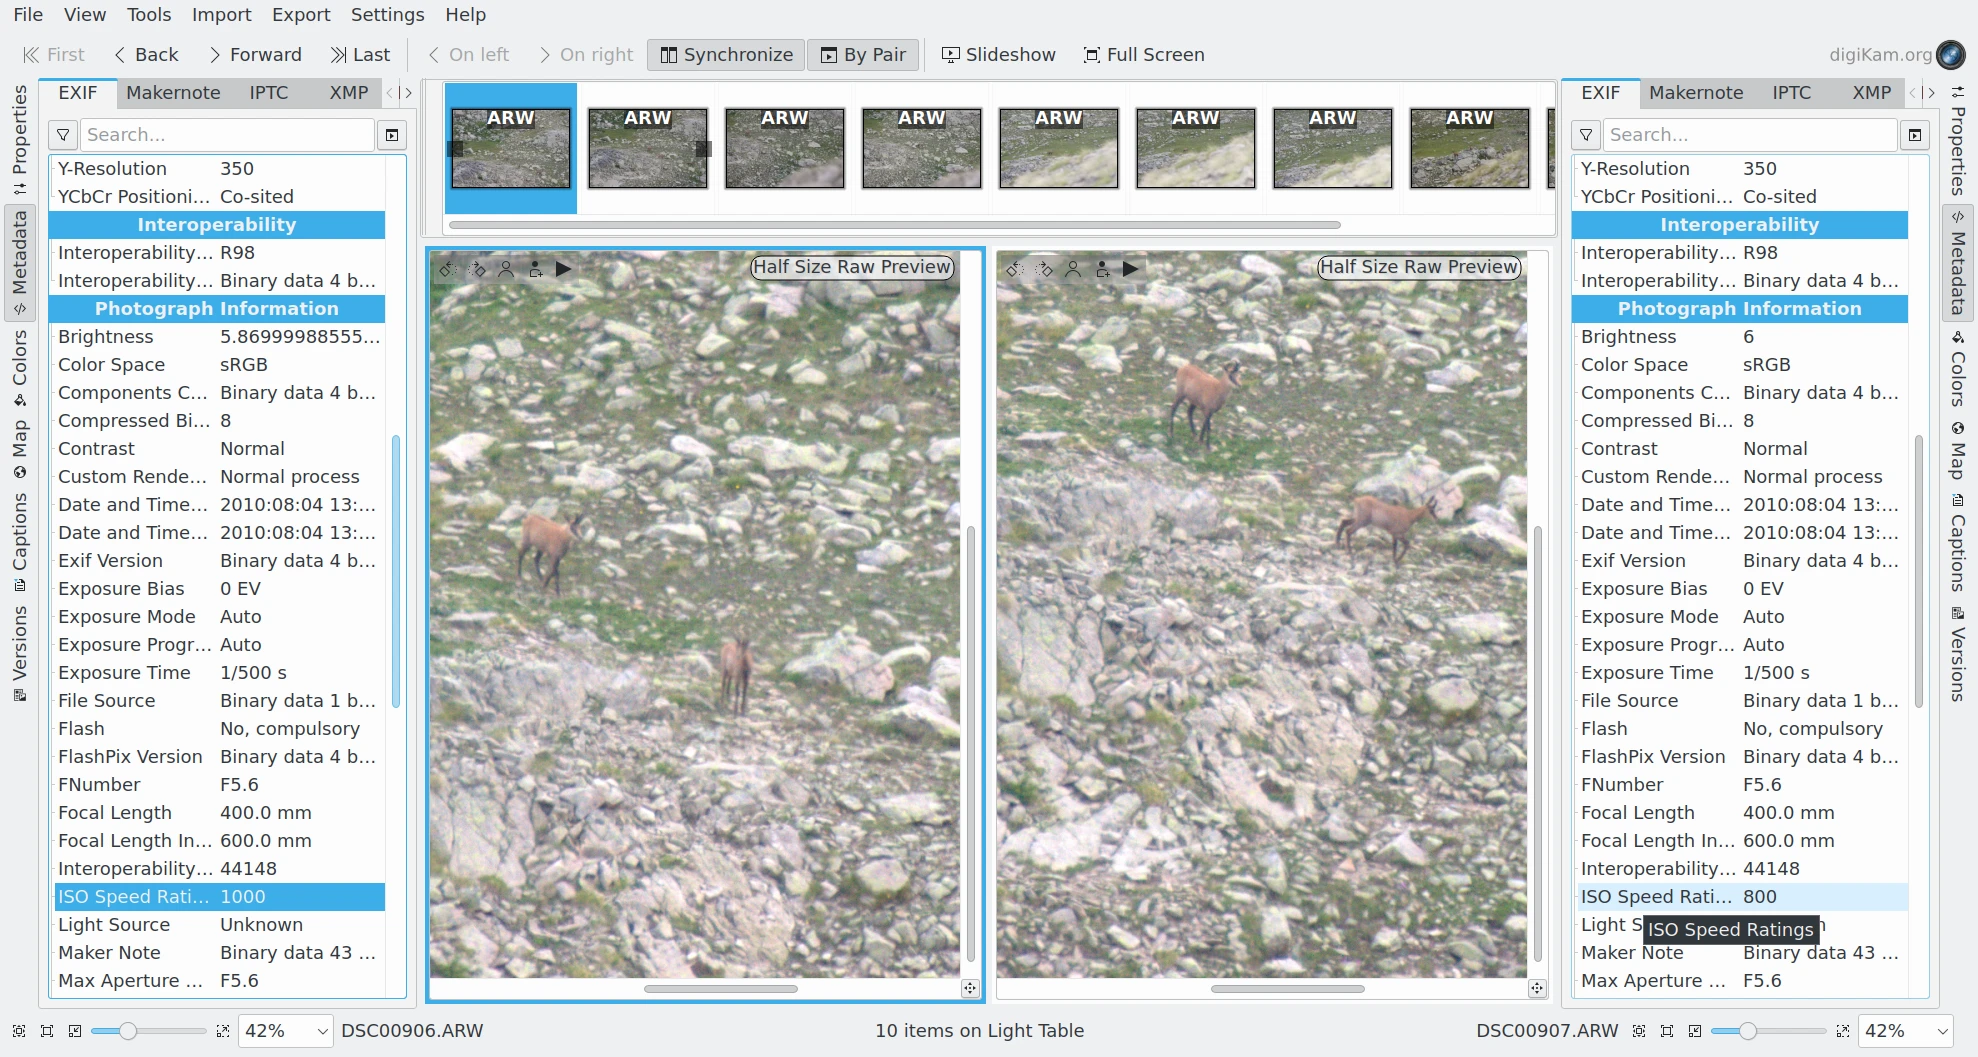 File View Tools Import Export Settings Help
First Back Forward Last On left On right Synchronize By Pair Slideshow Full Screen digiKam.org
Properties
Metadata
Colors
Map
Captions
Versions
EXIF Makernote IPTC XMP
Search...
Y-Resolution 350
YCbCr Positioni... Co-sited
Interoperability
Interoperability... R98
Interoperability... Binary data 4 b...
Photograph Information
Brightness 5.86999988555...
Color Space sRGB
Components C... Binary data 4 b...
Compressed Bi... 8
Contrast Normal
Custom Rende... Normal process
Date and Time... 2010:08:04 13:...
Date and Time... 2010:08:04 13:...
Exif Version Binary data 4 b...
Exposure Bias 0 EV
Exposure Mode Auto
Exposure Progr... Auto
Exposure Time 1/500 s
File Source Binary data 1 b...
Flash No, compulsory
FlashPix Version Binary data 4 b...
FNumber F5.6
Focal Length 400.0 mm
Focal Length In... 600.0 mm
Interoperability... 44148
ISO Speed Rati... 1000
Light Source Unknown
Maker Note Binary data 43 ...
Max Aperture ... F5.6
ARW ARW ARW ARW ARW ARW ARW ARW
Half Size Raw Preview
Half Size Raw Preview
EXIF Makernote IPTC XMP
Search...
Y-Resolution 350
YCbCr Positioni... Co-sited
Interoperability
Interoperability... R98
Interoperability... Binary data 4 b...
Photograph Information
Brightness 6
Color Space sRGB
Components C... Binary data 4 b...
Compressed Bi... 8
Contrast Normal
Custom Rende... Normal process
Date and Time... 2010:08:04 13:...
Date and Time... 2010:08:04 13:...
Exif Version Binary data 4 b...
Exposure Bias 0 EV
Exposure Mode Auto
Exposure Progr... Auto
Exposure Time 1/500 s
File Source Binary data 1 b...
Flash No, compulsory
FlashPix Version Binary data 4 b...
FNumber F5.6
Focal Length 400.0 mm
Focal Length In... 600.0 mm
Interoperability... 44148
ISO Speed Rati... 800
Light S
ISO Speed Ratings
Maker Note Binary data 43 ...
Max Aperture ... F5.6
Properties
Metadata
Colors
Map
Captions
Versions
42% DSC00906.ARW 10 items on Light Table DSC00907.ARW 42%